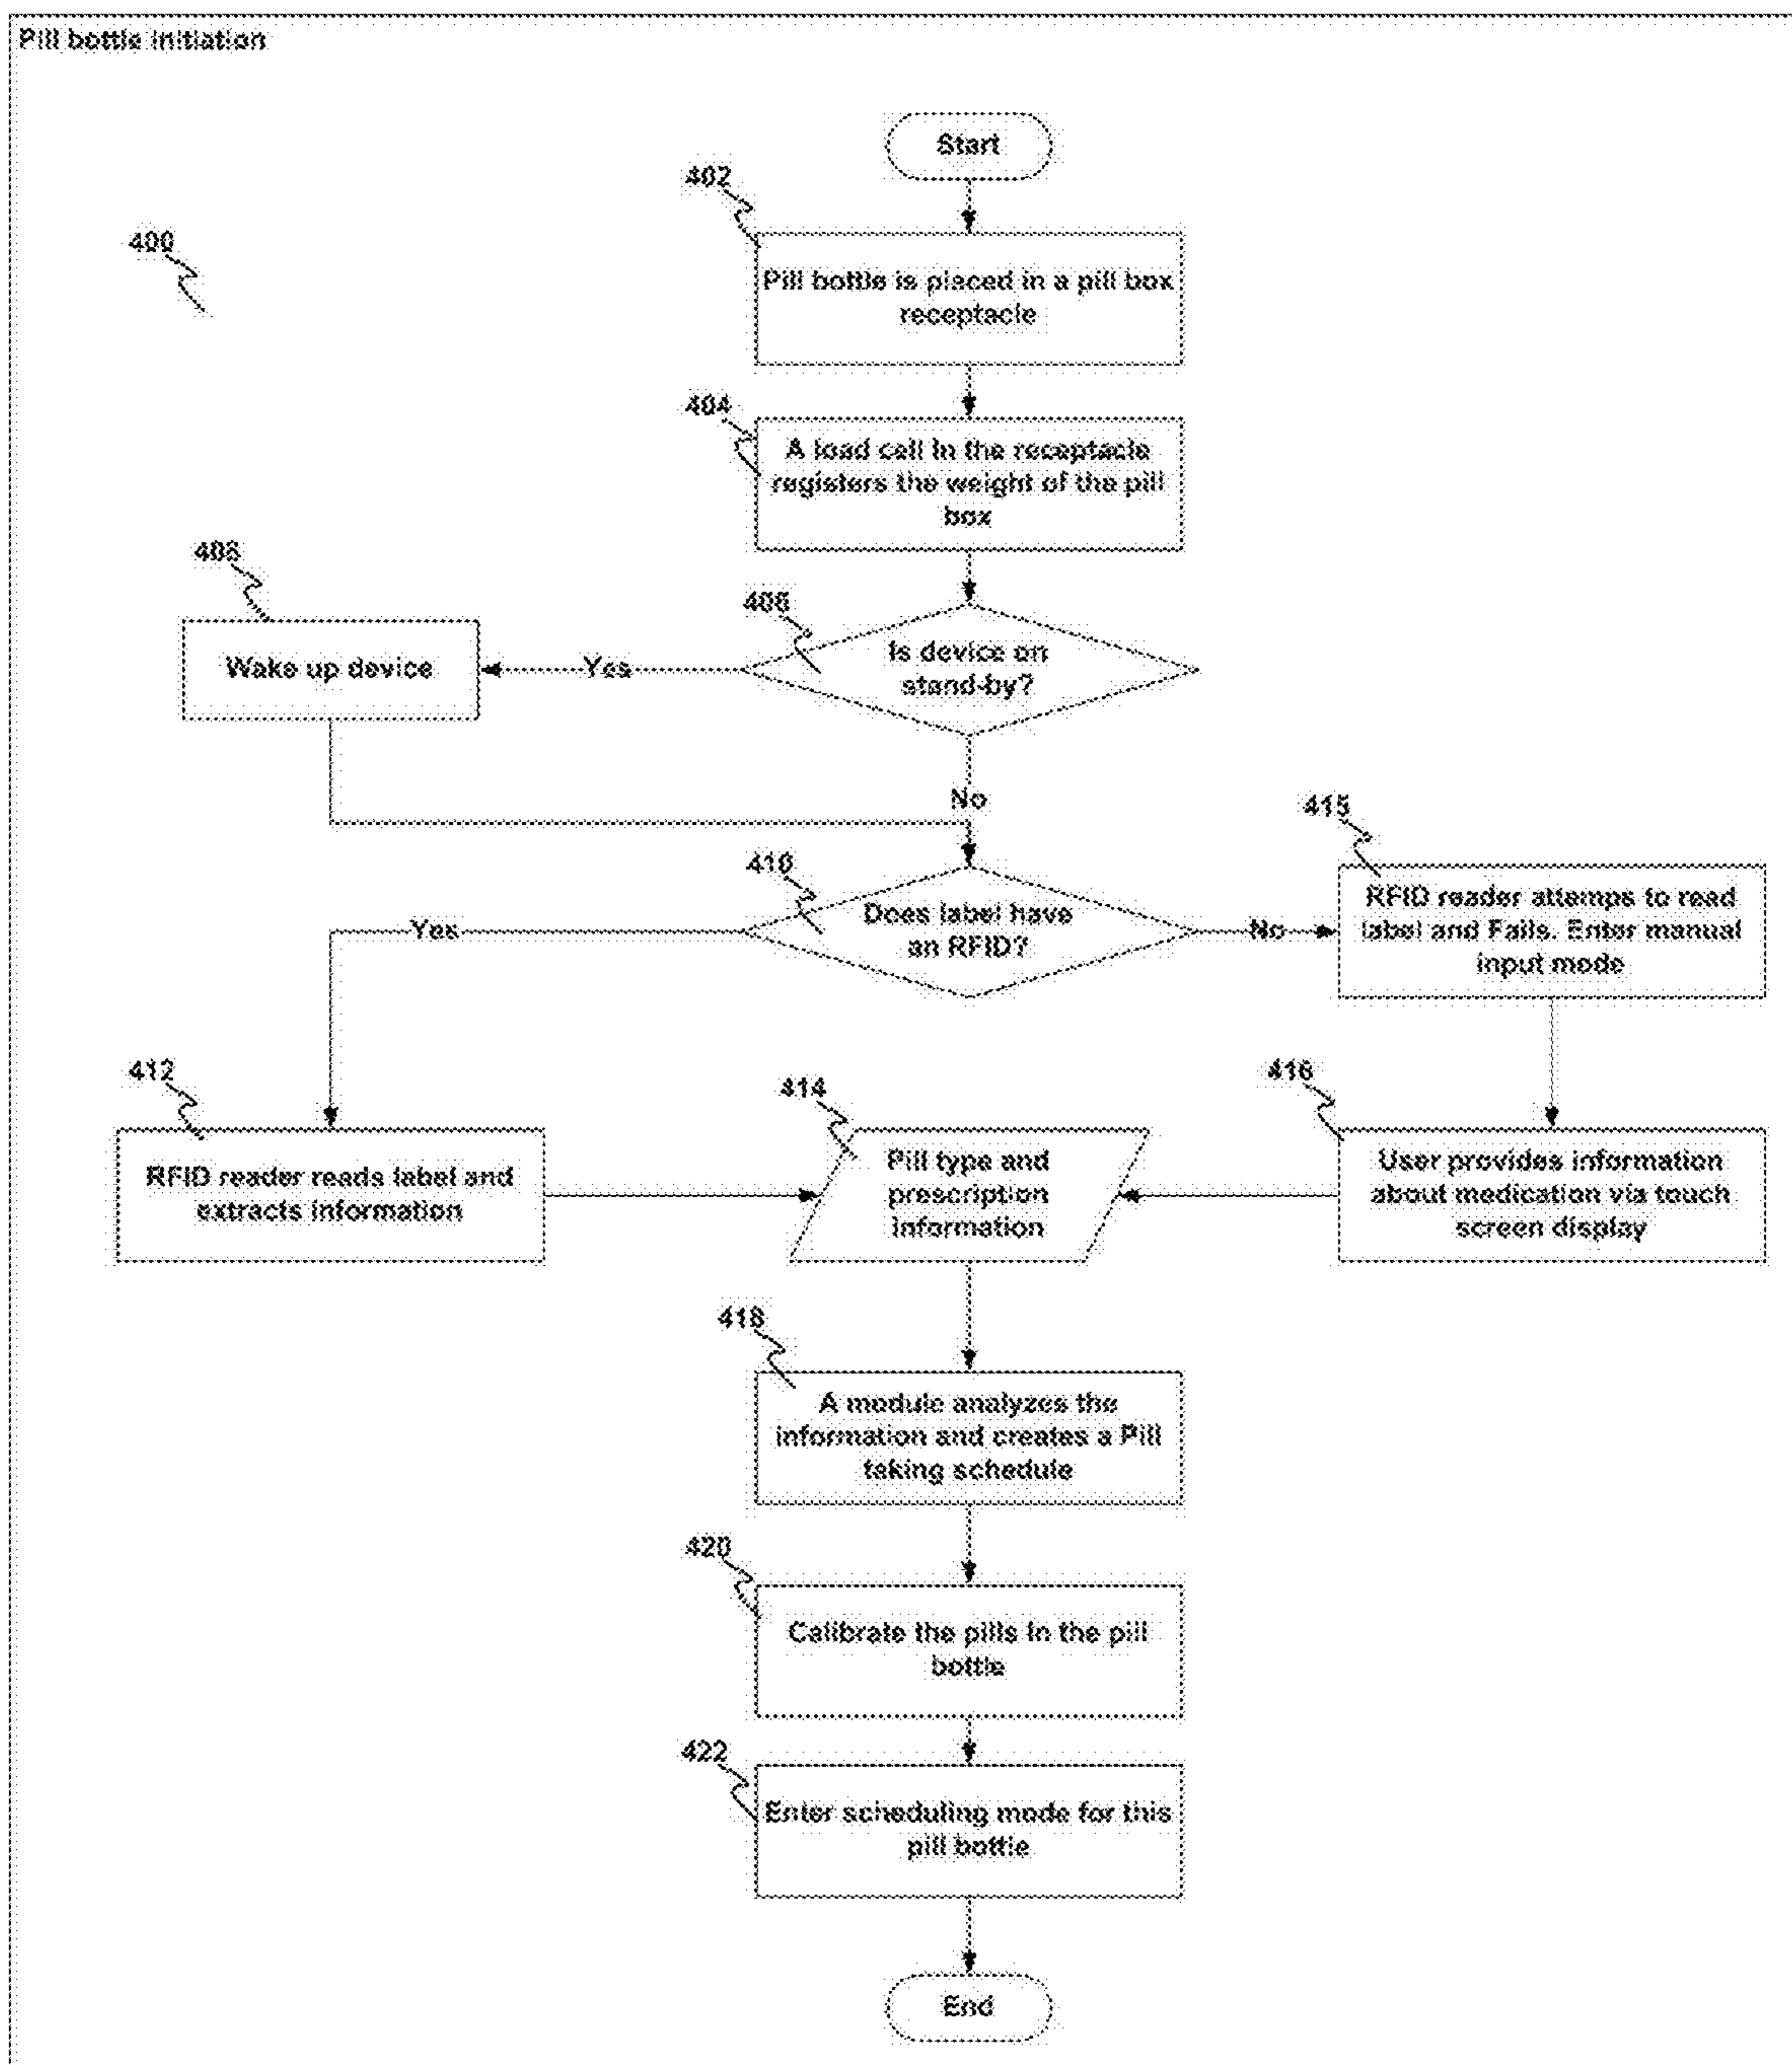 Pill bottle initiation
Start
402
400
Pill bottle is placed in a pill box
receptacle
404
A load cell in the receptacle
registers the weight of the pill
box
408
406
Wake up device
Yes
Is device on
stand-by?
No
415
410
Does label have
an RFID?
Yes
No
RFID reader attemps to read
label and Fails. Enter manual
input mode
412
414
416
RFID reader reads label and
extracts information
Pill type and
prescription
information
User provides information
about medication via touch
screen display
418
A module analyzes the
information and creates a Pill
taking schedule
420
Calibrate the pills in the pill
bottle
422
Enter scheduling mode for this
pill bottle
End